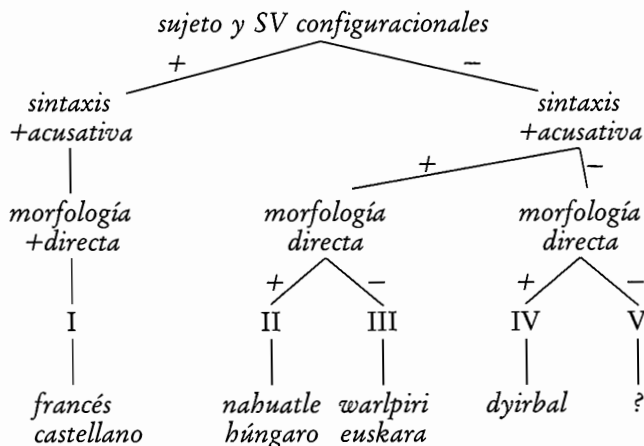 sujeto y SV configuracionales
+ −
sintaxis sintaxis
+acusativa +acusativa
+ −
morfología morfología morfología
+directa directa directa
+ − + −
I II III IV V
francés nahuatle warlpiri dyirbal ?
castellano húngaro euskara